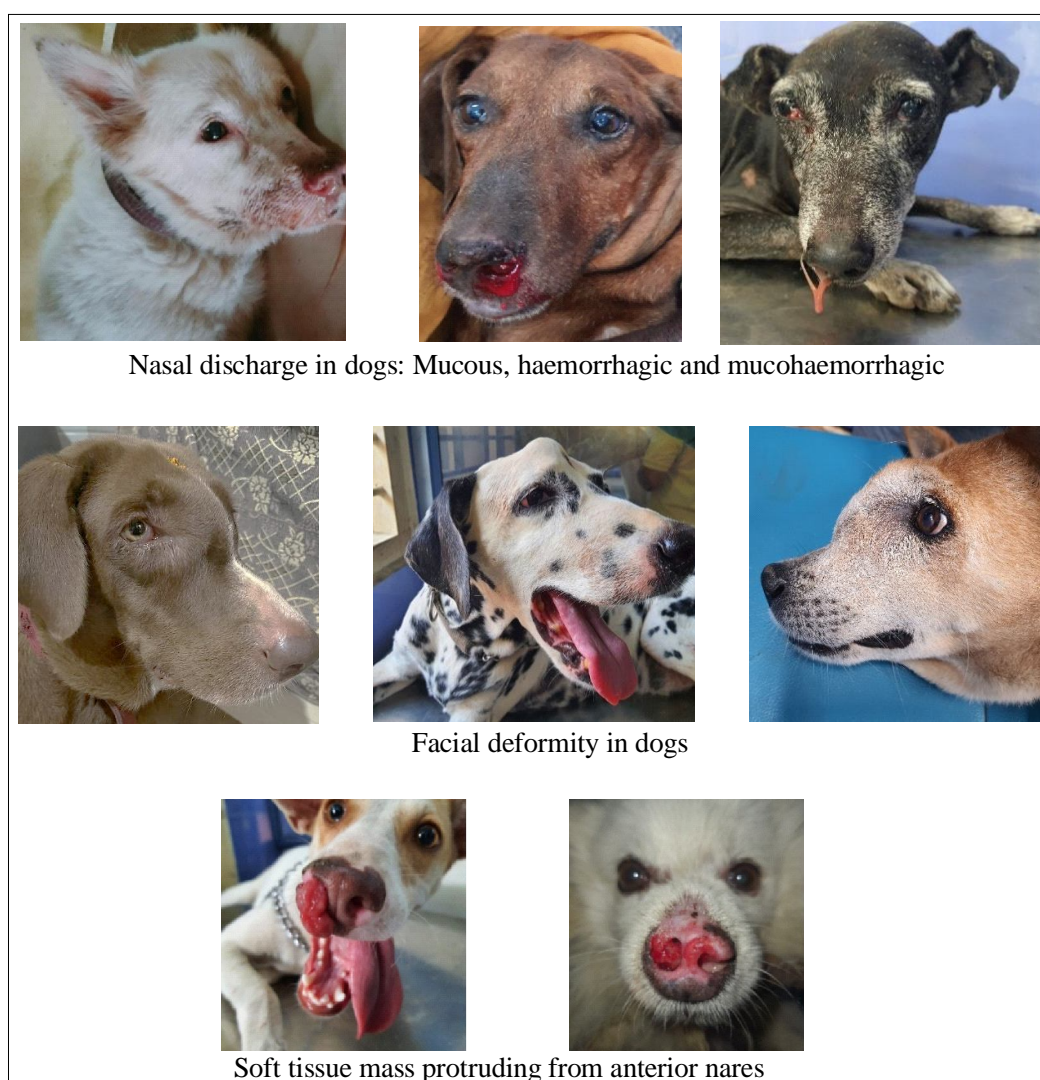 Nasal discharge in dogs: Mucous, haemorrhagic and mucohaemorrhagic
Facial deformity in dogs
Soft tissue mass protruding from anterior nares